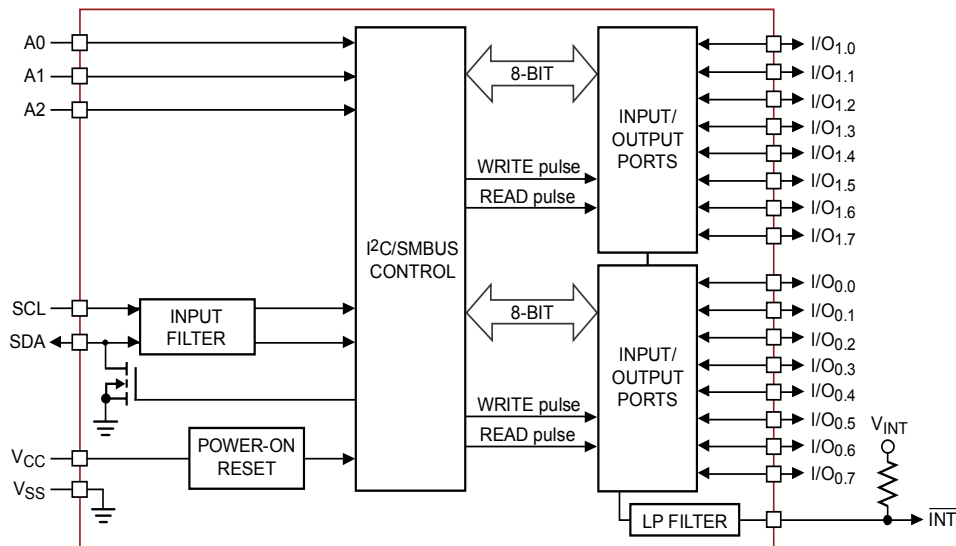 A0
A1
A2
SCL
SDA
VCC
VSS
INPUT
FILTER
POWER-ON
RESET
I²C/SMBUS
CONTROL
8-BIT
WRITE pulse
READ pulse
8-BIT
WRITE pulse
READ pulse
INPUT/
OUTPUT
PORTS
INPUT/
OUTPUT
PORTS
LP FILTER
I/O1.0
I/O1.1
I/O1.2
I/O1.3
I/O1.4
I/O1.5
I/O1.6
I/O1.7
I/O0.0
I/O0.1
I/O0.2
I/O0.3
I/O0.4
I/O0.5
I/O0.6
I/O0.7
VINT
INT